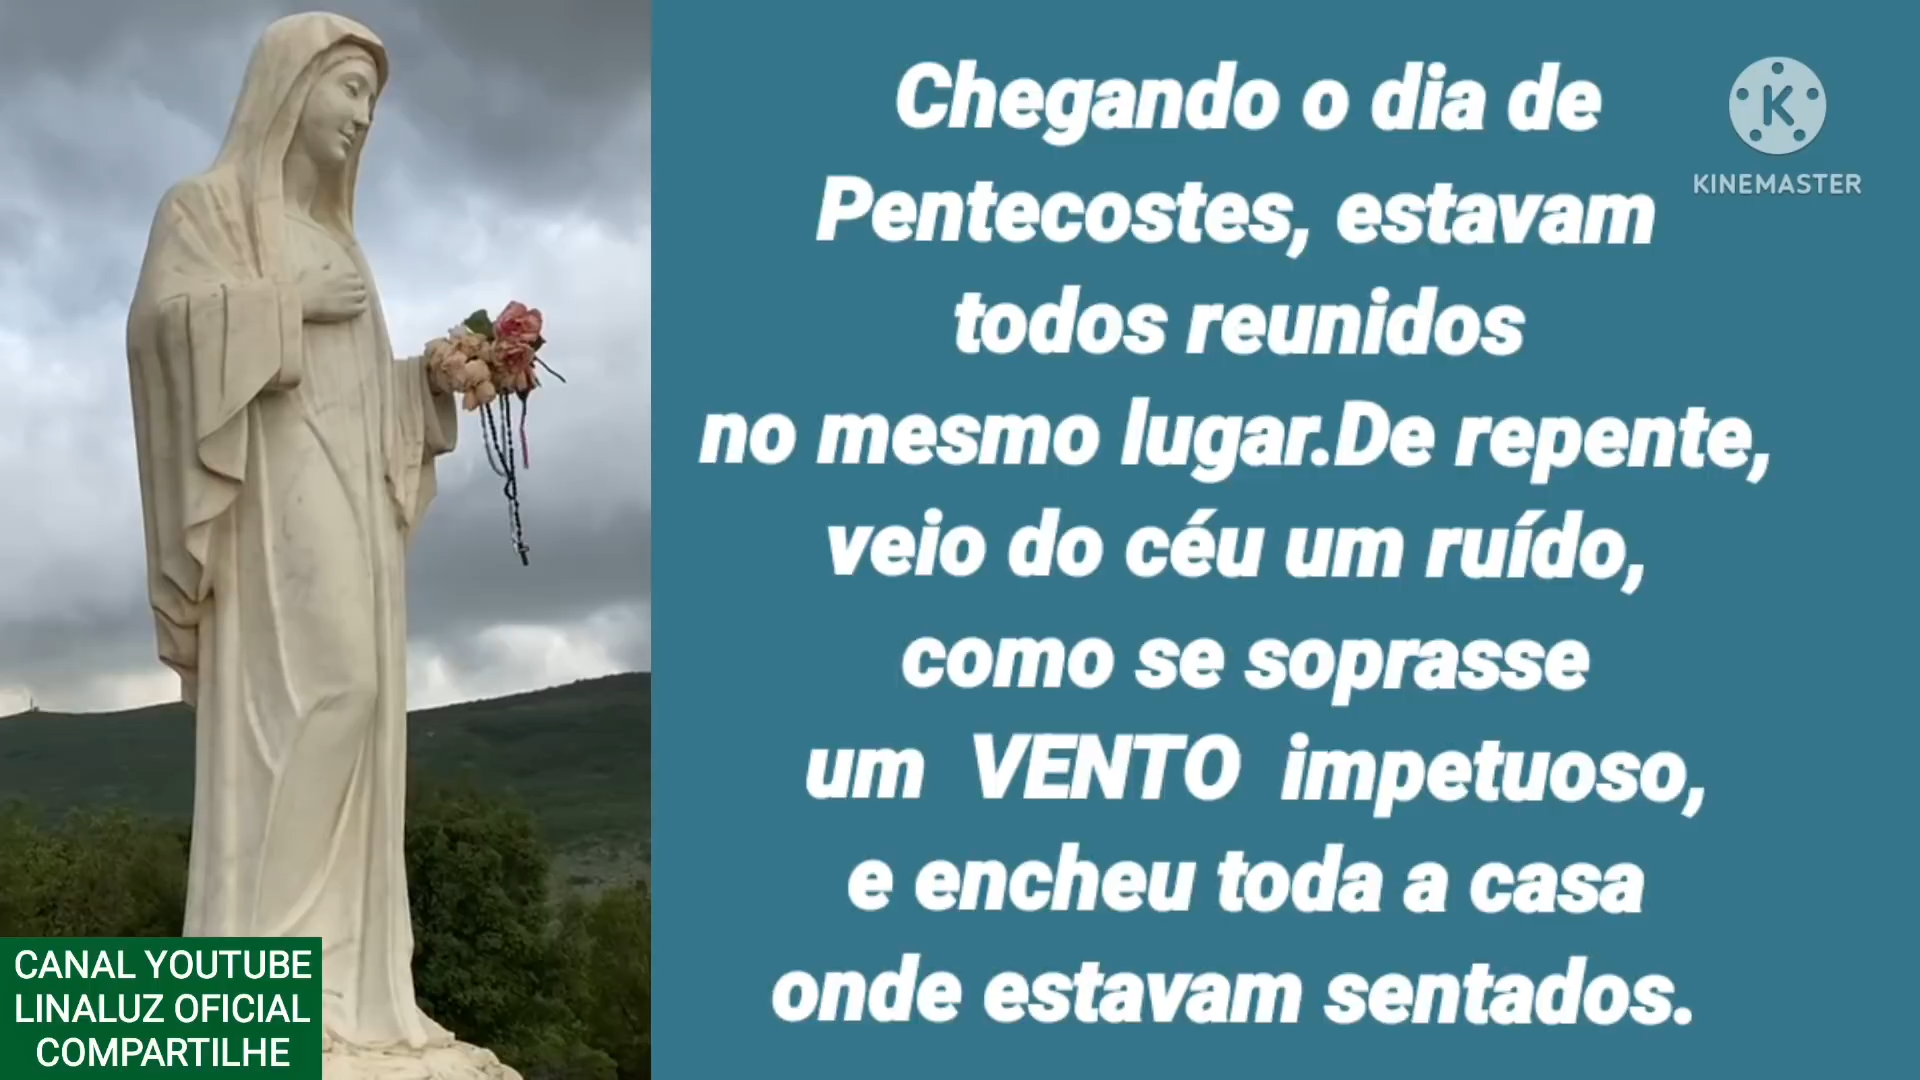 Chegando o dia de
Pentecostes, estavam
todos reunidos
no mesmo lugar.De repente,
veio do céu um ruído,
como se soprasse
um VENTO impetuoso,
e encheu toda a casa
onde estavam sentados.
K
KINEMASTER
CANAL YOUTUBE
LINALUZ OFICIAL
COMPARTILHE